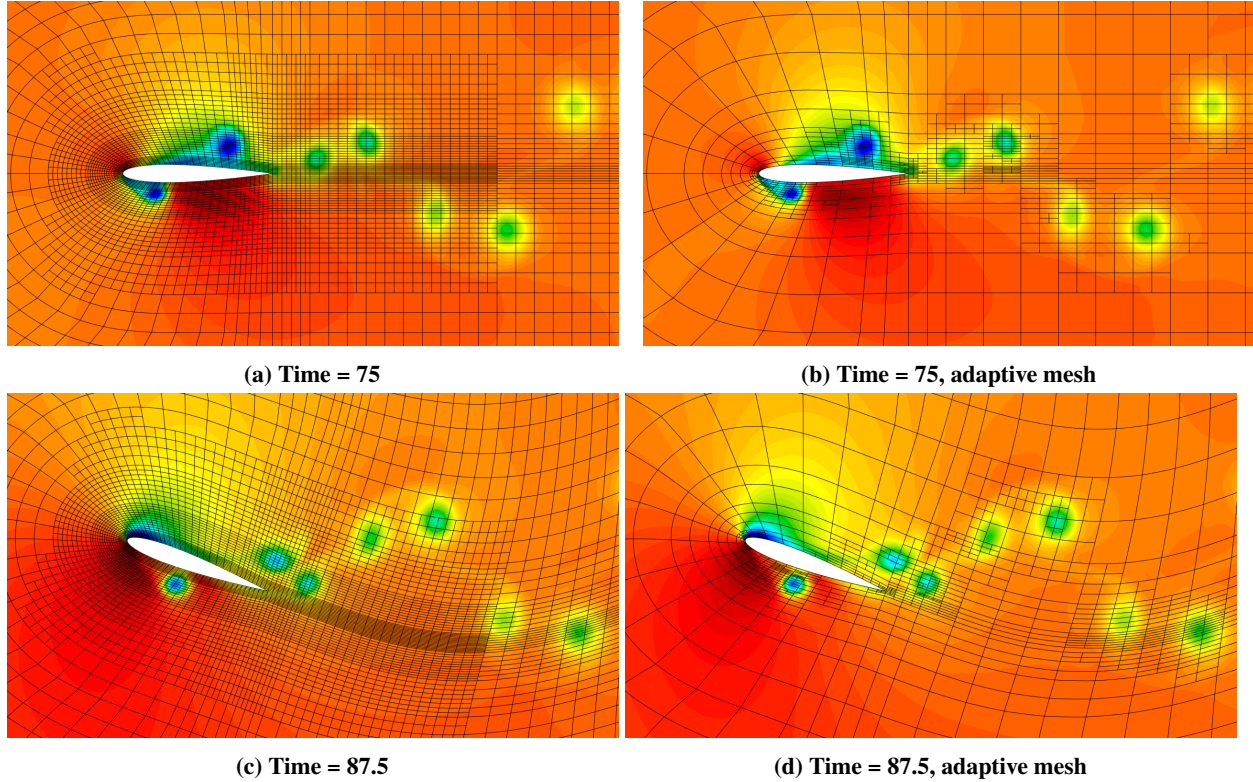 (a) Time = 75
(b) Time = 75, adaptive mesh
(c) Time = 87.5
(d) Time = 87.5, adaptive mesh